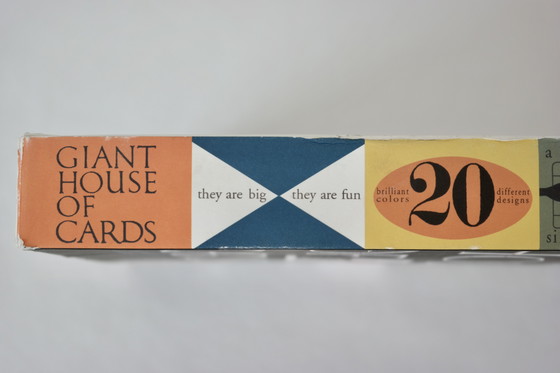 GIANT
HOUSE
OF
CARDS
they are big
they are fun
brilliant
colors
20
different
designs
a